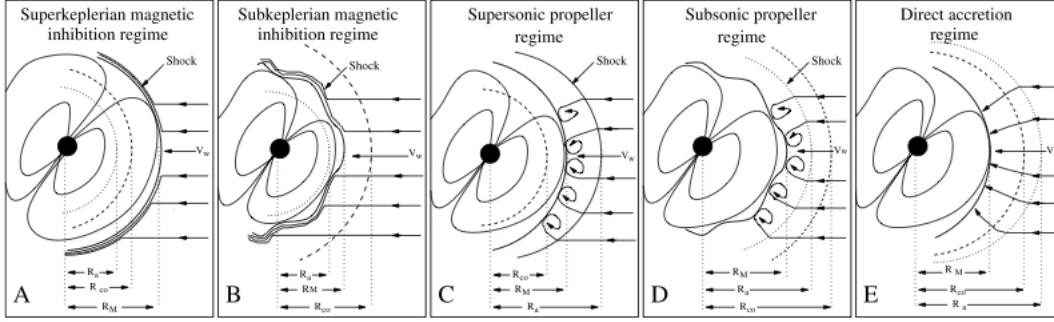 Superkeplerian magnetic
inhibition regime
Shock
V_w
R_a
R_co
R_M
A
Subkeplerian magnetic
inhibition regime
Shock
V_w
R_a
R_M
R_co
B
Supersonic propeller
regime
Shock
V_w
R_co
R_M
R_a
C
Subsonic propeller
regime
Shock
V_w
R_M
R_a
R_co
D
Direct accretion
regime
V
R_M
R_co
R_a
E